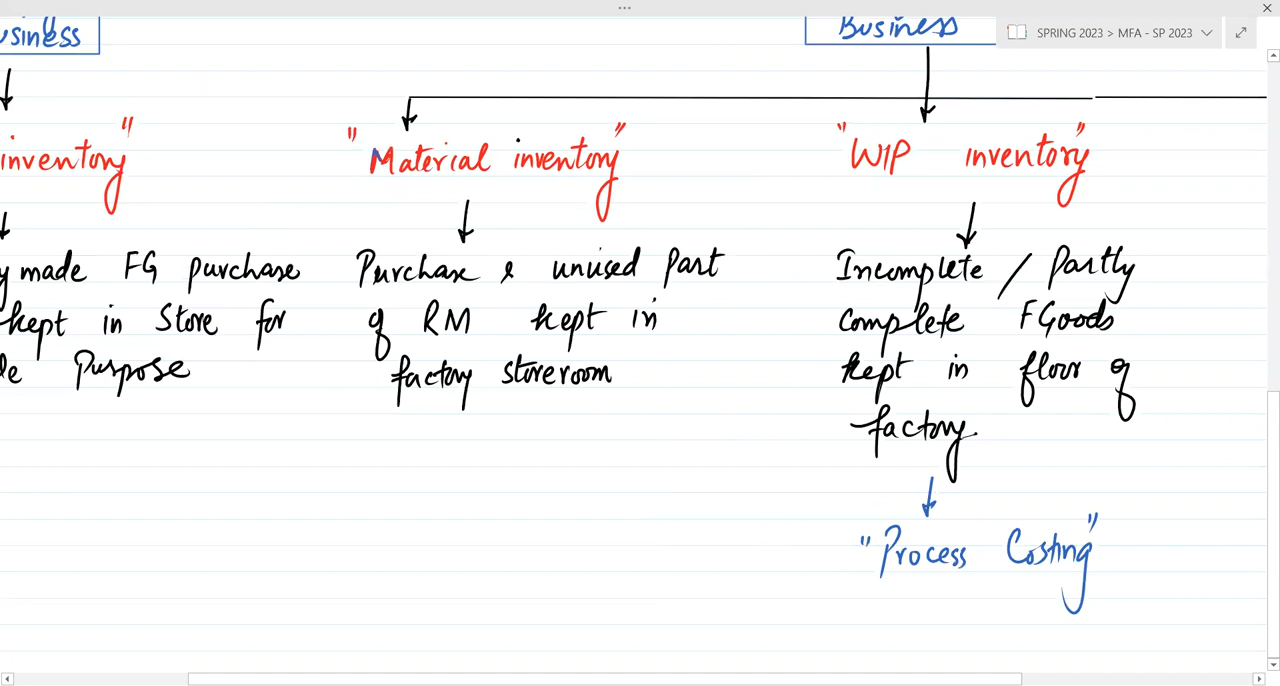 Business
SPRING 2023 > MFA - SP 2023
"Material inventory"
"WIP inventory"
inventory"
made FG purchase
kept in Store for
Purpose
Purchase & unused Part
of RM kept in
factory storeroom
Incomplete / Partly
complete FGoods
kept in floor of
factory
"Process Costing"